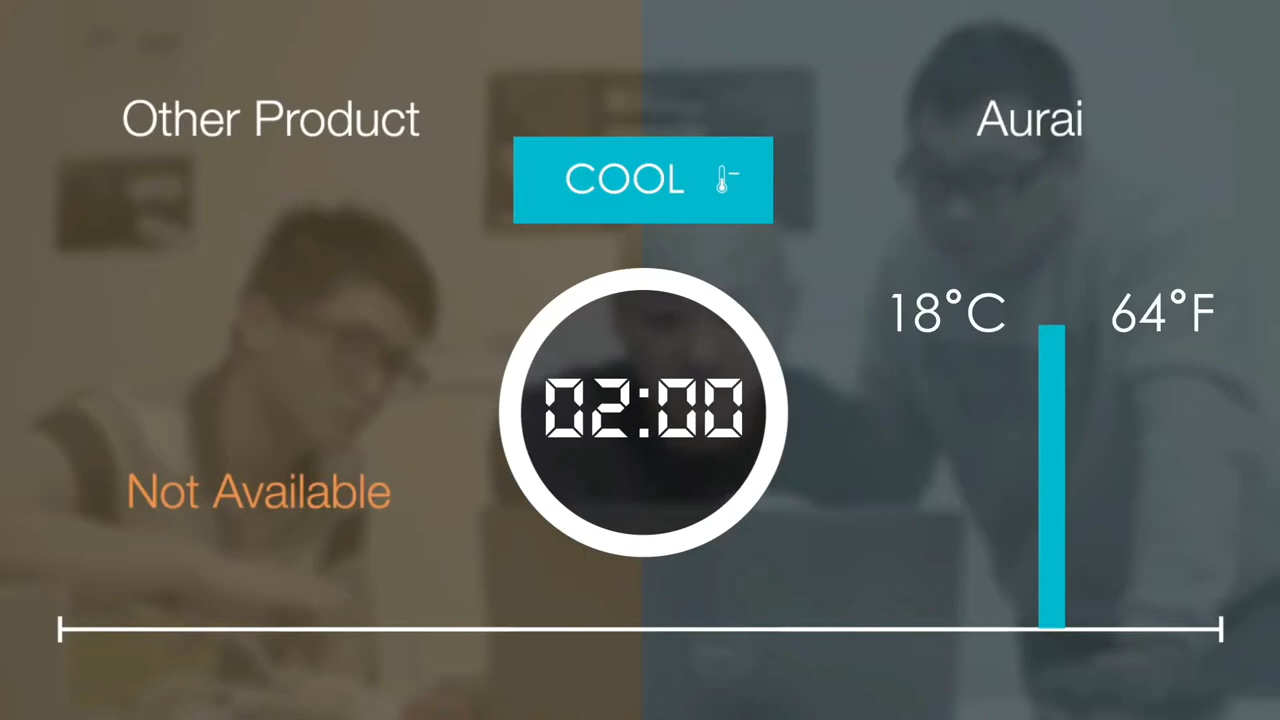 Other Product
COOL
Aurai
18°C
64°F
02:00
Not Available